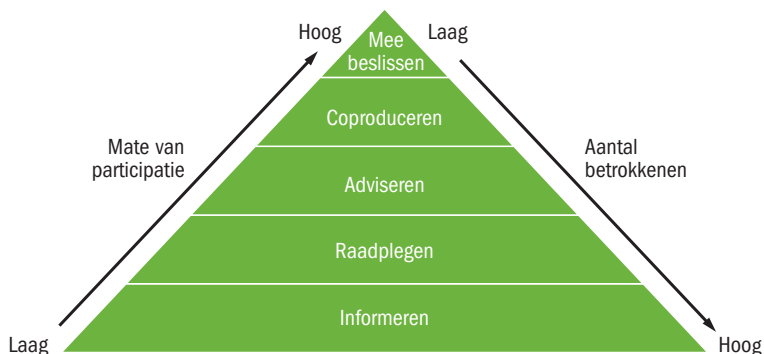 Hoog
Mee
beslissen
Laag
Coproduceren
Mate van
participatie
Aantal
betrokkenen
Adviseren
Raadplegen
Informeren
Laag
Hoog